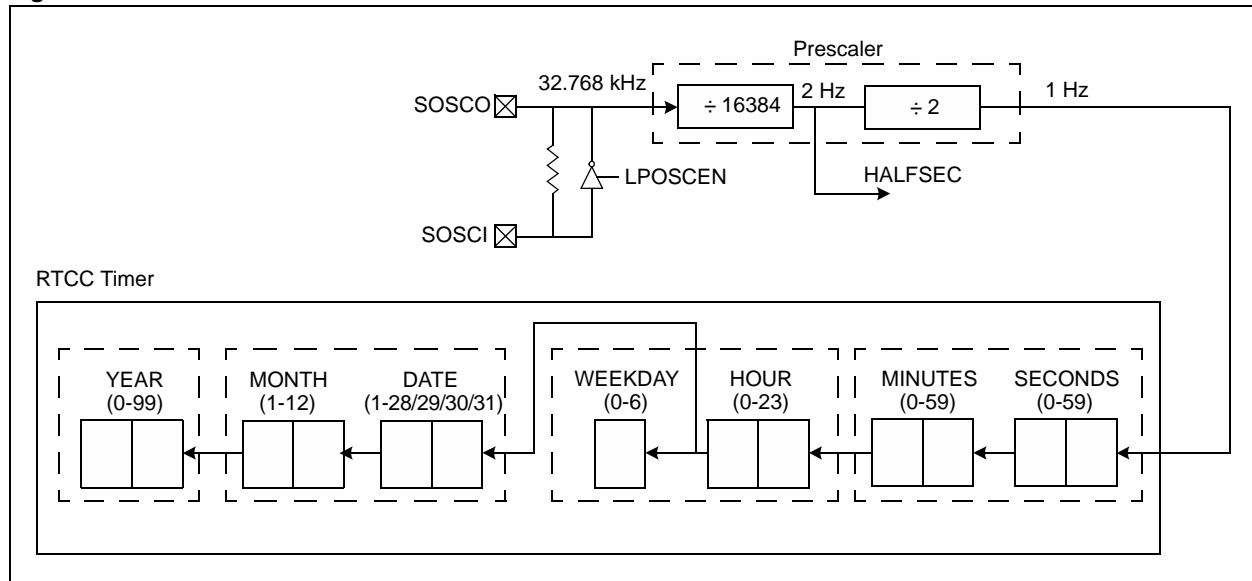 Prescaler
32.768 kHz
2 Hz
1 Hz
SOSCO
÷ 16384
÷ 2
HALFSEC
LPOSCEN
SOSCI
RTCC Timer
YEAR
(0-99)
MONTH
(1-12)
DATE
(1-28/29/30/31)
WEEKDAY
(0-6)
HOUR
(0-23)
MINUTES
(0-59)
SECONDS
(0-59)